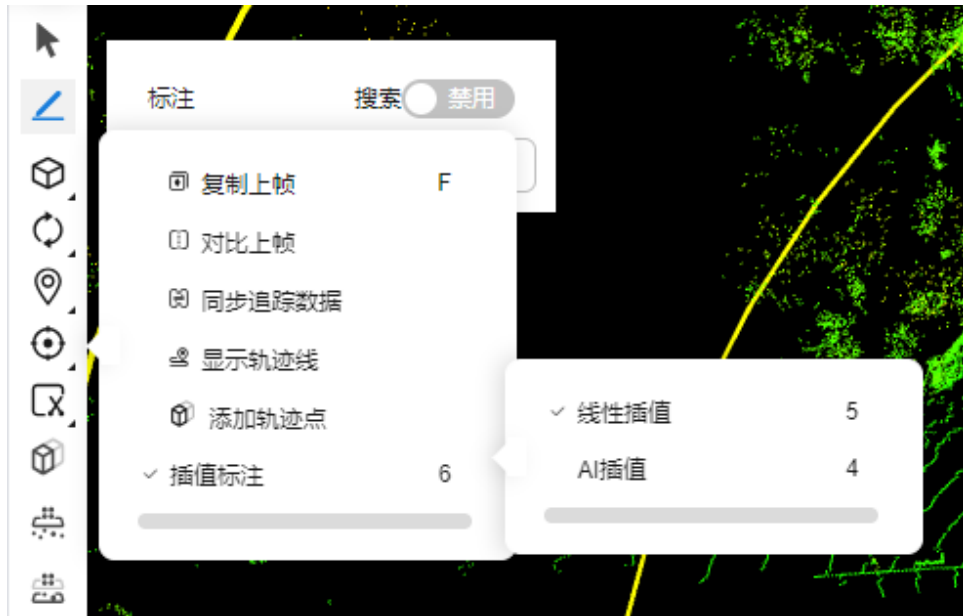 标注 搜索 禁用
复制上帧 F
对比上帧
同步追踪数据
显示轨迹线
添加轨迹点
插值标注 6
线性插值 5
AI插值 4